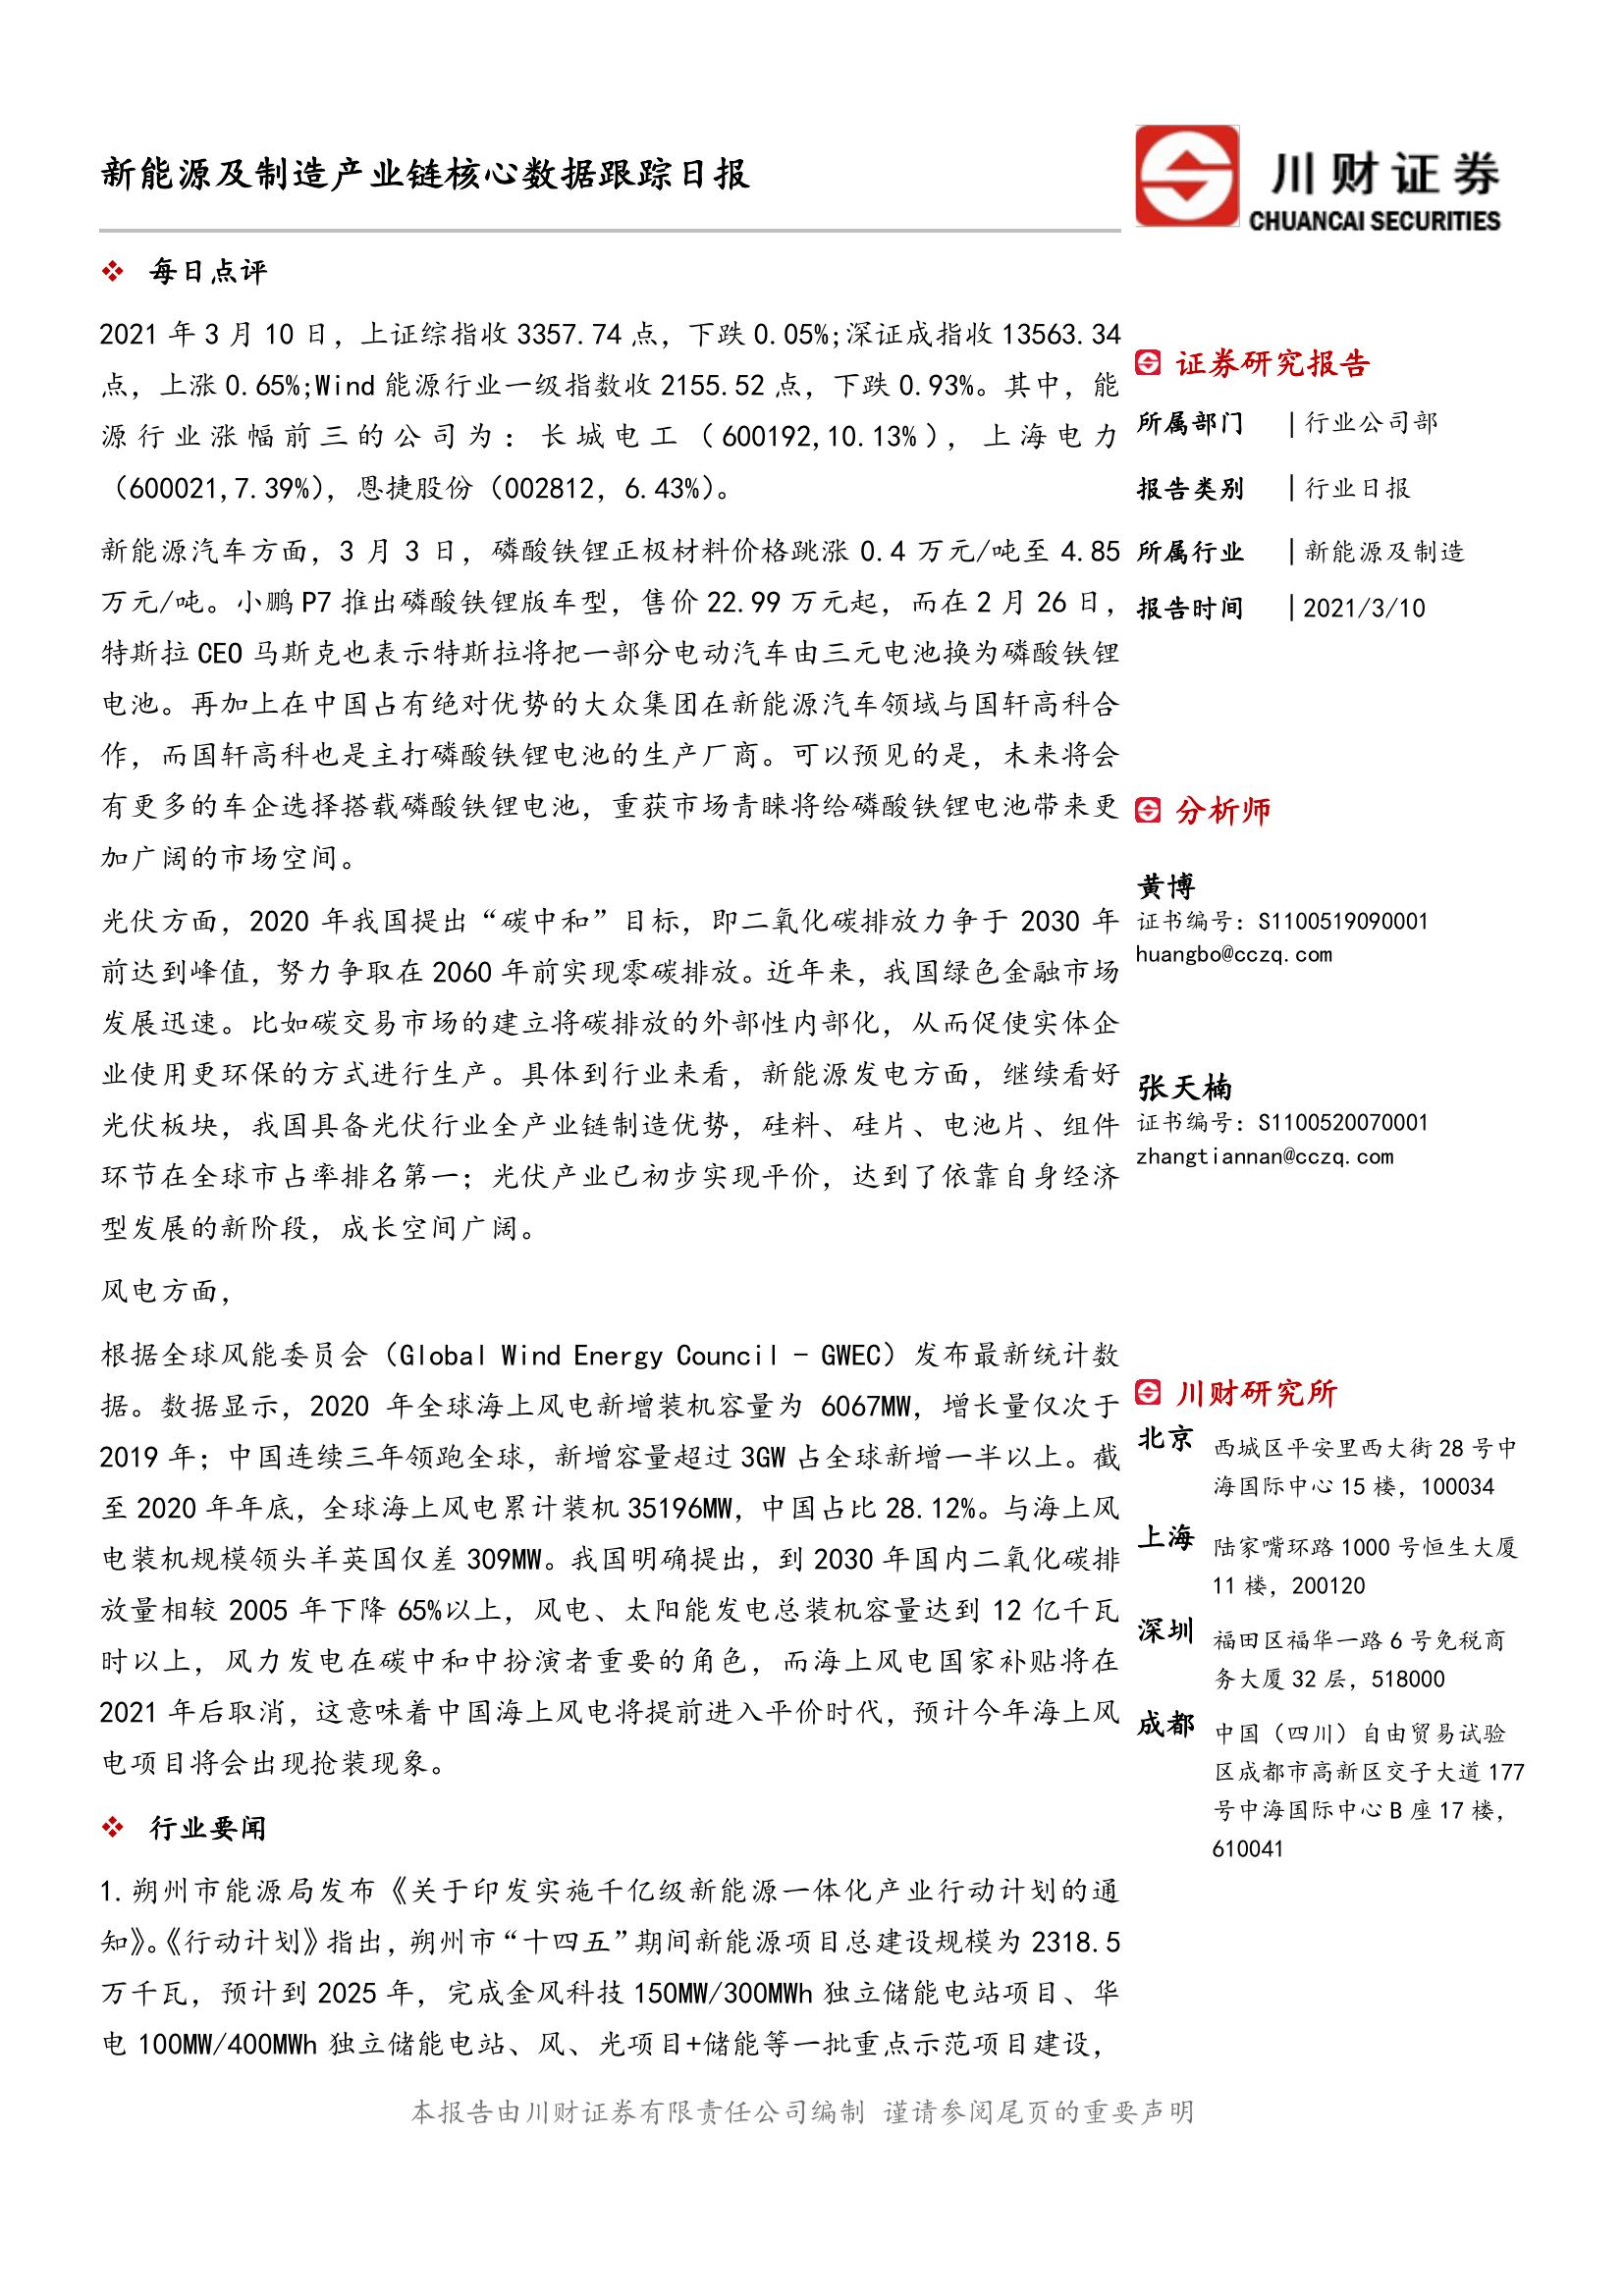 新能源及制造产业链核心数据跟踪日报
川财证券
CHUANCAI SECURITIES
❖ 每日点评
2021 年 3 月 10 日，上证综指收 3357.74 点，下跌 0.05%;深证成指收 13563.34
点，上涨 0.65%;Wind 能源行业一级指数收 2155.52 点，下跌 0.93%。其中，能
源行业涨幅前三的公司为：长城电工（600192,10.13%），上海电力
（600021,7.39%），恩捷股份（002812, 6.43%）。
新能源汽车方面，3 月 3 日，磷酸铁锂正极材料价格跳涨 0.4 万元/吨至 4.85
万元/吨。小鹏 P7 推出磷酸铁锂版车型，售价 22.99 万元起，而在 2 月 26 日，
特斯拉 CEO 马斯克也表示特斯拉将把一部分电动汽车由三元电池换为磷酸铁锂
电池。再加上在中国占有绝对优势的大众集团在新能源汽车领域与国轩高科合
作，而国轩高科也是主打磷酸铁锂电池的生产厂商。可以预见的是，未来将会
有更多的车企选择搭载磷酸铁锂电池，重获市场青睐将给磷酸铁锂电池带来更
加广阔的市场空间。
光伏方面，2020 年我国提出“碳中和”目标，即二氧化碳排放力争于 2030 年
前达到峰值，努力争取在 2060 年前实现零碳排放。近年来，我国绿色金融市场
发展迅速。比如碳交易市场的建立将碳排放的外部性内部化，从而促使实体企
业使用更环保的方式进行生产。具体到行业来看，新能源发电方面，继续看好
光伏板块，我国具备光伏行业全产业链制造优势，硅料、硅片、电池片、组件
环节在全球市占率排名第一；光伏产业已初步实现平价，达到了依靠自身经济
型发展的新阶段，成长空间广阔。
风电方面，
根据全球风能委员会（Global Wind Energy Council - GWEC）发布最新统计数
据。数据显示，2020 年全球海上风电新增装机容量为 6067MW，增长量仅次于
2019 年；中国连续三年领跑全球，新增容量超过 3GW 占全球新增一半以上。截
至 2020 年年底，全球海上风电累计装机 35196MW，中国占比 28.12%。与海上风
电装机规模领头羊英国仅差 309MW。我国明确提出，到 2030 年国内二氧化碳排
放量相较 2005 年下降 65%以上，风电、太阳能发电总装机容量达到 12 亿千瓦
时以上，风力发电在碳中和中扮演者重要的角色，而海上风电国家补贴将在
2021 年后取消，这意味着中国海上风电将提前进入平价时代，预计今年海上风
电项目将会出现抢装现象。
❖ 行业要闻
1.朔州市能源局发布《关于印发实施千亿级新能源一体化产业行动计划的通
知》。《行动计划》指出，朔州市“十四五”期间新能源项目总建设规模为 2318.5
万千瓦，预计到 2025 年，完成金风科技 150MW/300MWh 独立储能电站项目、华
电 100MW/400MWh 独立储能电站、风、光项目+储能等一批重点示范项目建设，
证券研究报告
所属部门 | 行业公司部
报告类别 | 行业日报
所属行业 | 新能源及制造
报告时间 | 2021/3/10
分析师
黄博
证书编号：S1100519090001
huangbo@cczq.com
张天楠
证书编号：S1100520070001
zhangtiannan@cczq.com
川财研究所
北京 西城区平安里西大街 28 号中
海国际中心 15 楼，100034
上海 陆家嘴环路 1000 号恒生大厦
11 楼，200120
深圳 福田区福华一路 6 号免税商
务大厦 32 层，518000
成都 中国（四川）自由贸易试验
区成都市高新区交子大道 177
号中海国际中心 B 座 17 楼，
610041
本报告由川财证券有限责任公司编制 谨请参阅尾页的重要声明